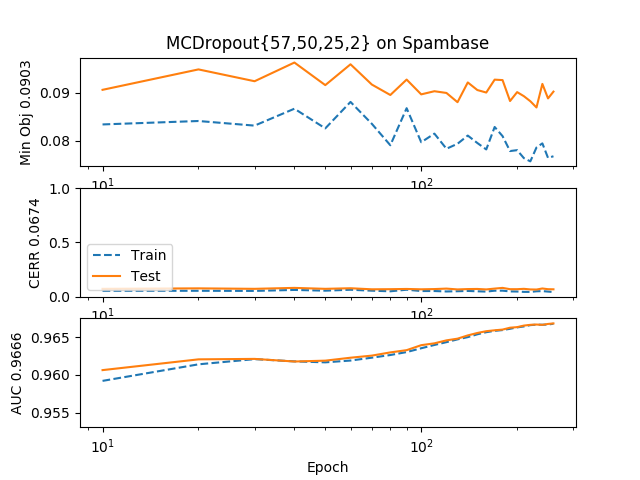 MCDropout{57,50,25,2} on Spambase
Min Obj 0.0903
0.09
0.08
10¹ 10²
CERR 0.0674
1.0
0.5
0.0
Train
Test
10¹ 10²
AUC 0.9666
0.965
0.960
0.955
10¹ 10²
Epoch